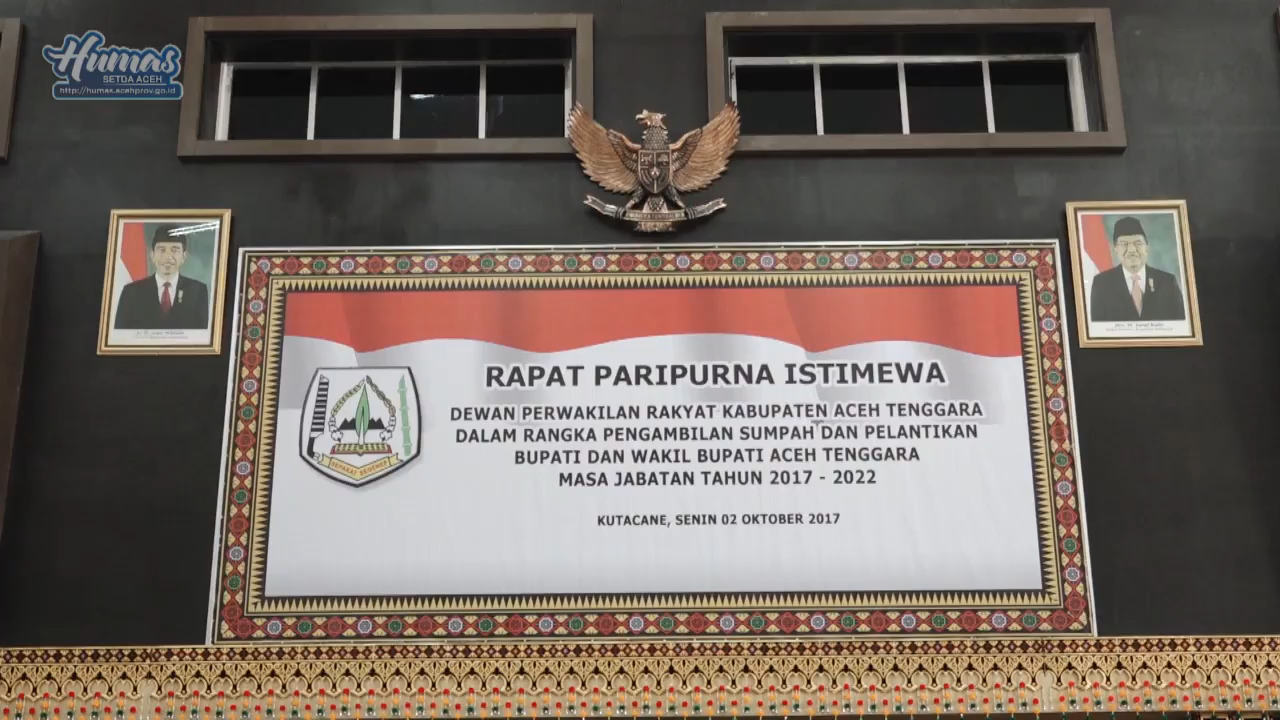 Humas
SETDA ACEH
http://humas.acehprov.go.id
RAPAT PARIPURNA ISTIMEWA
DEWAN PERWAKILAN RAKYAT KABUPATEN ACEH TENGGARA
DALAM RANGKA PENGAMBILAN SUMPAH DAN PELANTIKAN
BUPATI DAN WAKIL BUPATI ACEH TENGGARA
MASA JABATAN TAHUN 2017 - 2022
KUTACANE, SENIN 02 OKTOBER 2017
SEPAKAT SEGENEP